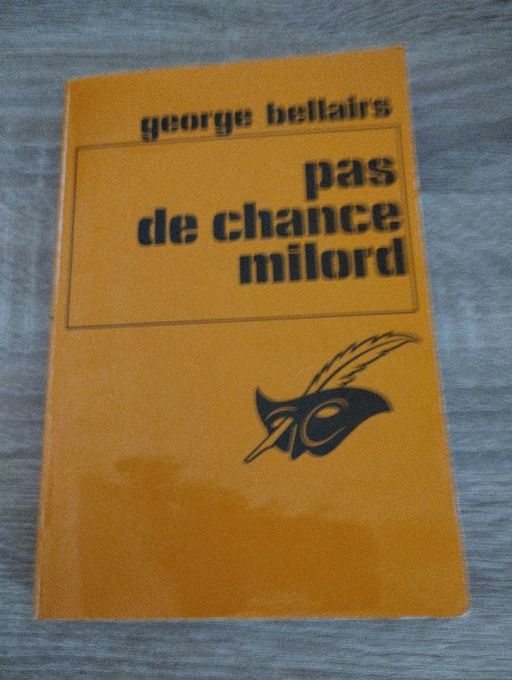 george bellairs
pas
de chance
milord